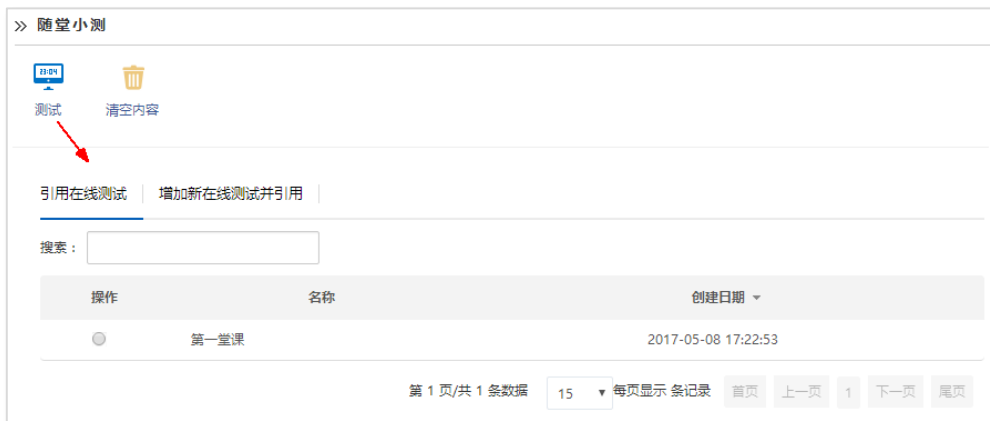 » 随堂小测
23:04
测试 清空内容
引用在线测试 增加新在线测试并引用
搜素：
操作 名称 创建日期
第一堂课 2017-05-08 17:22:53
第 1 页/共 1 条数据 15 每页显示 条记录 首页 上一页 1 下一页 尾页